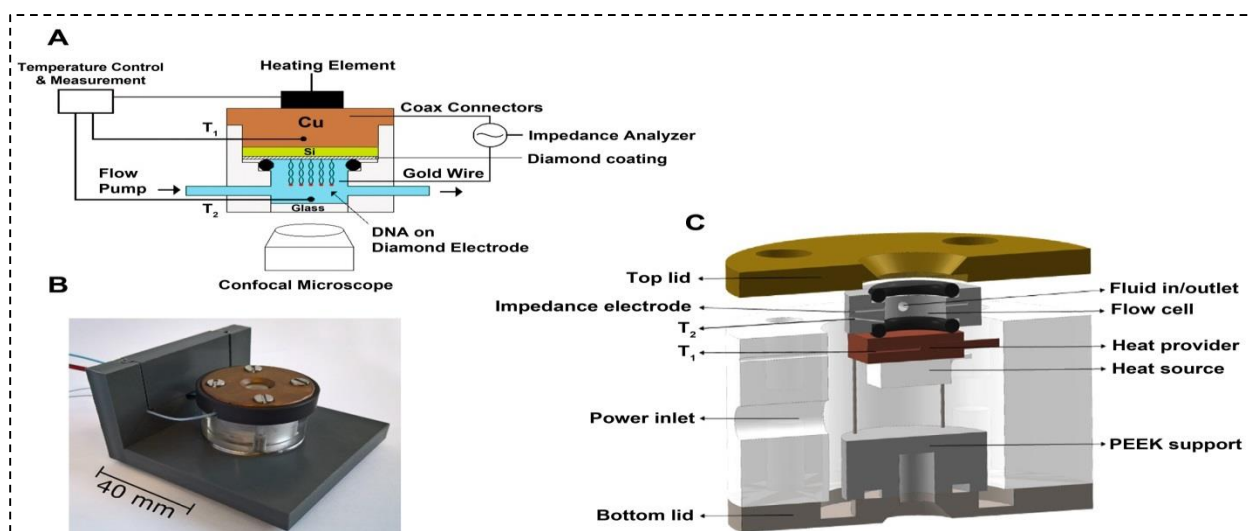 A
Temperature Control
& Measurement
Heating Element
Coax Connectors
Cu
T1
Si
Impedance Analyzer
Diamond coating
Flow
Pump
Gold Wire
T2
Glass
DNA on
Diamond Electrode
Confocal Microscope
B
40 mm
C
Top lid
Impedance electrode
T2
T1
Power inlet
Bottom lid
Fluid in/outlet
Flow cell
Heat provider
Heat source
PEEK support